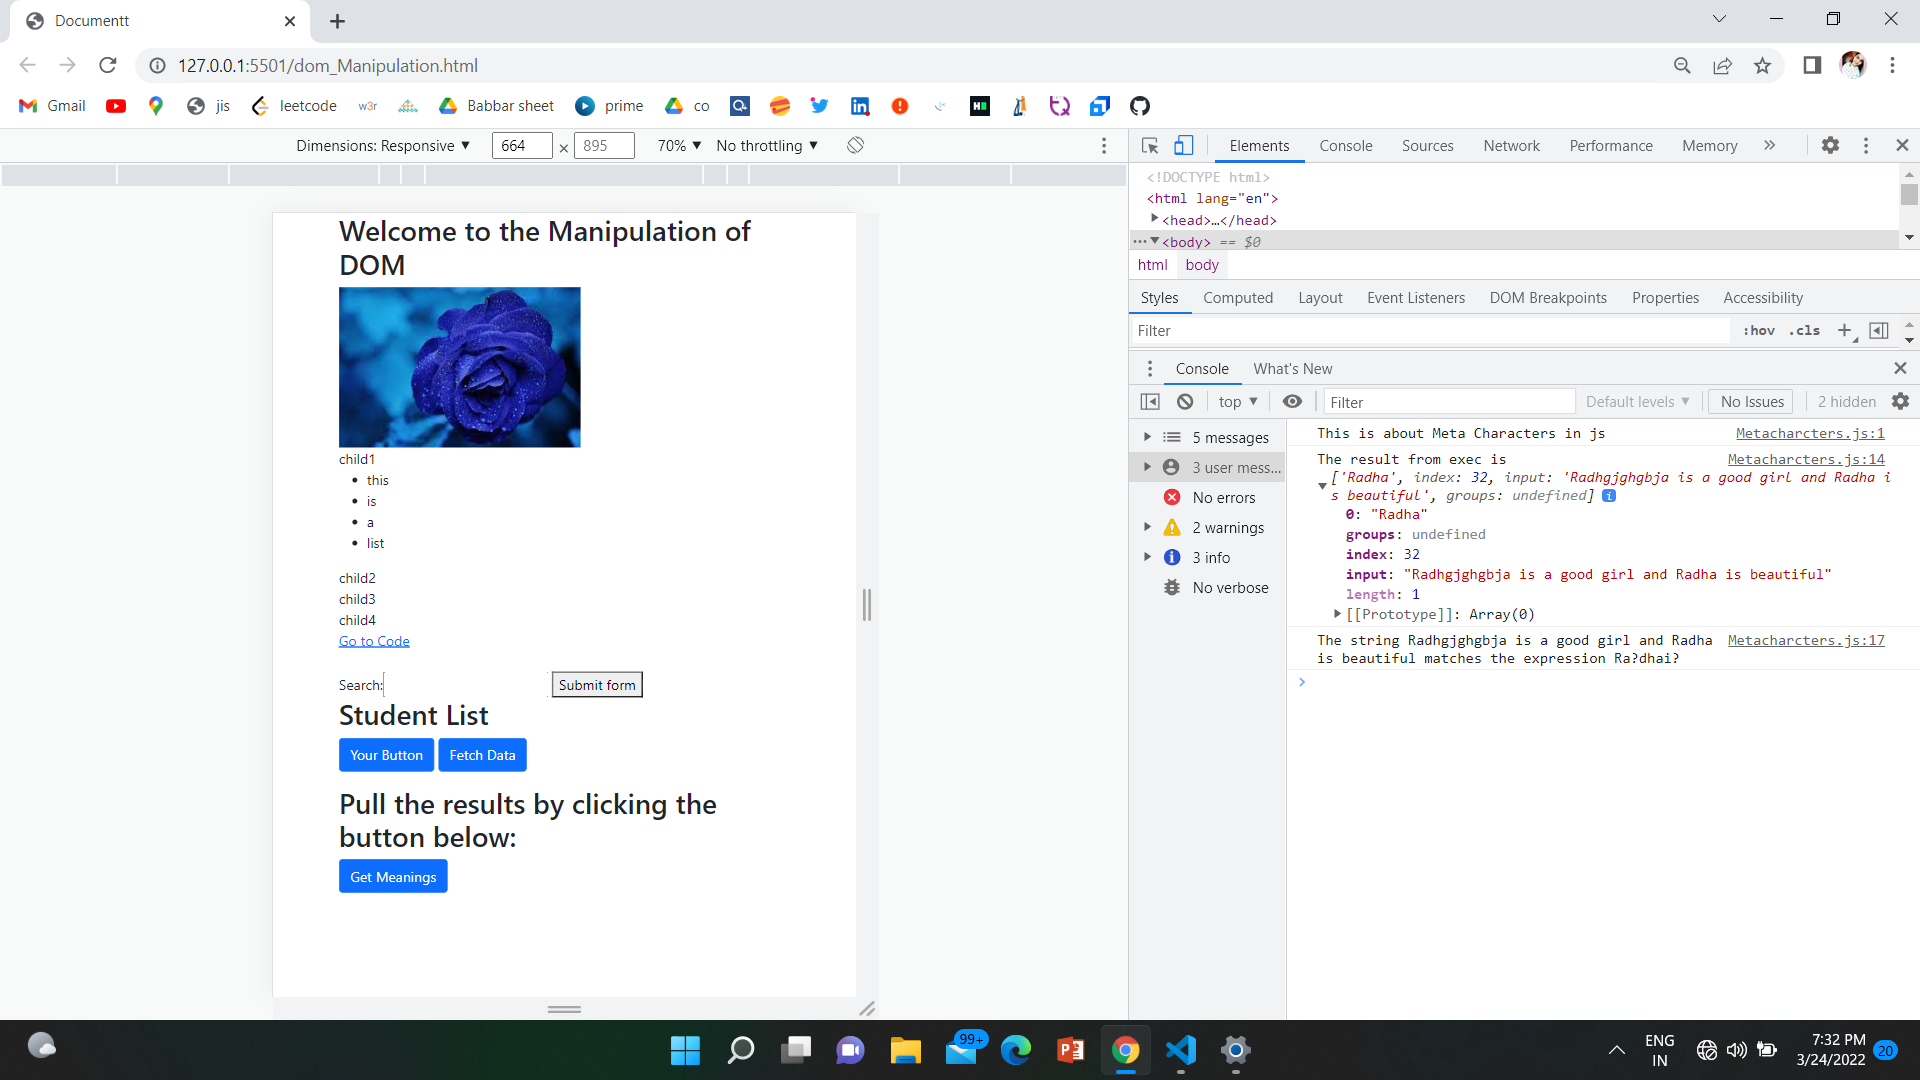 Documentt
127.0.0.1:5501/dom_Manipulation.html
Gmail jis leetcode w3r Babbar sheet prime co
Dimensions: Responsive 664 × 895 70% No throttling
Elements Console Sources Network Performance Memory
<!DOCTYPE html>
<html lang="en">
<head>…</head>
<body> == $0
html body
Styles Computed Layout Event Listeners DOM Breakpoints Properties Accessibility
Filter :hov .cls
Console What's New
top Filter Default levels No Issues 2 hidden
5 messages
3 user mess...
No errors
2 warnings
3 info
No verbose
This is about Meta Characters in js Metacharcters.js:1
The result from exec is Metacharcters.js:14
['Radha', index: 32, input: 'Radhgjghgbja is a good girl and Radha i
s beautiful', groups: undefined]
0: "Radha"
groups: undefined
index: 32
input: "Radhgjghgbja is a good girl and Radha is beautiful"
length: 1
[[Prototype]]: Array(0)
The string Radhgjghgbja is a good girl and Radha Metacharcters.js:17
is beautiful matches the expression Ra?dhai?
Welcome to the Manipulation of
DOM
child1
this
is
a
list
child2
child3
child4
Go to Code
Search: Submit form
Student List
Your Button Fetch Data
Pull the results by clicking the
button below:
Get Meanings
99+
ENG
IN
7:32 PM
3/24/2022
20